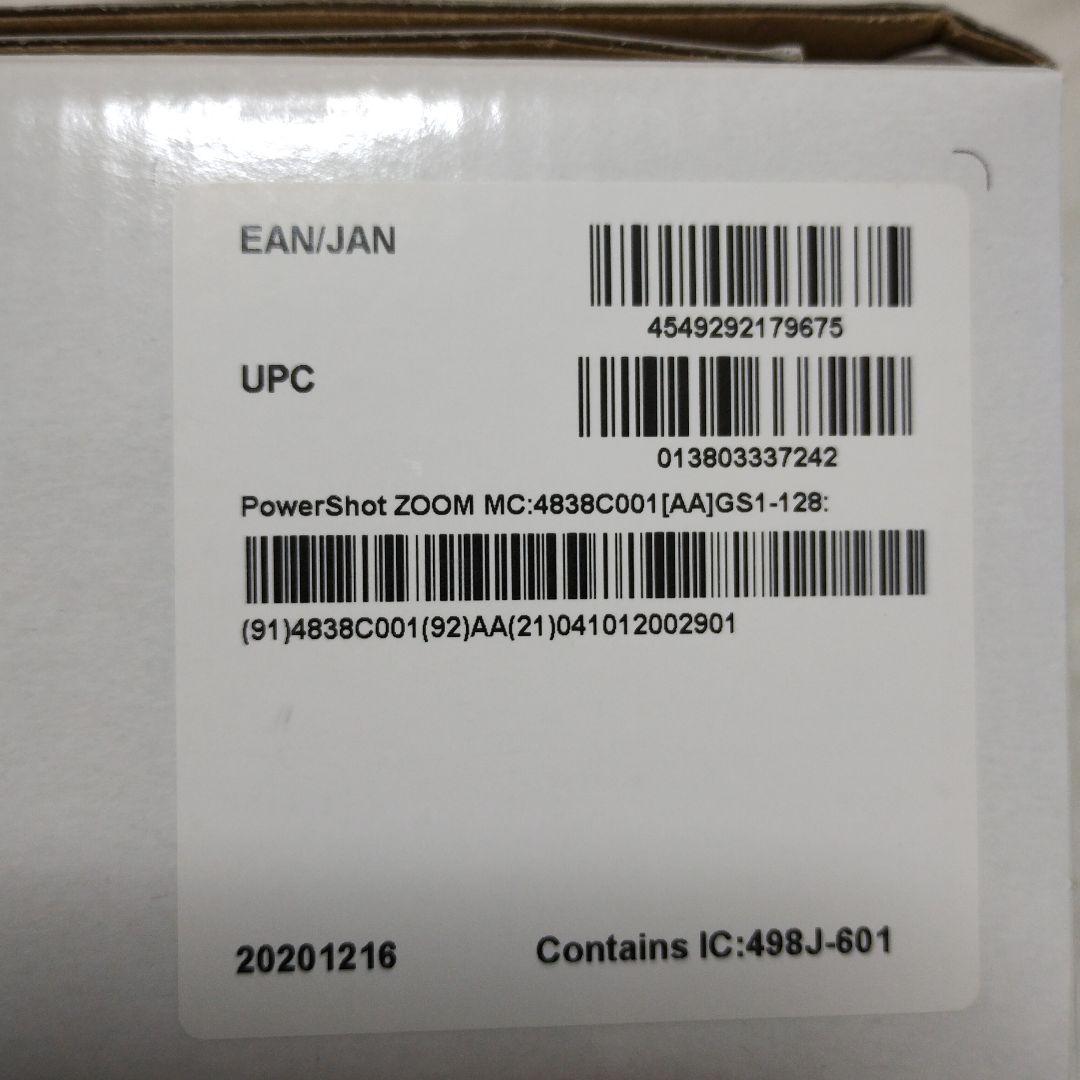 EAN/JAN
4549292179675
UPC
013803337242
PowerShot ZOOM MC:4838C001[AA]GS1-128:
(91)4838C001(92)AA(21)041012002901
20201216
Contains IC:498J-601